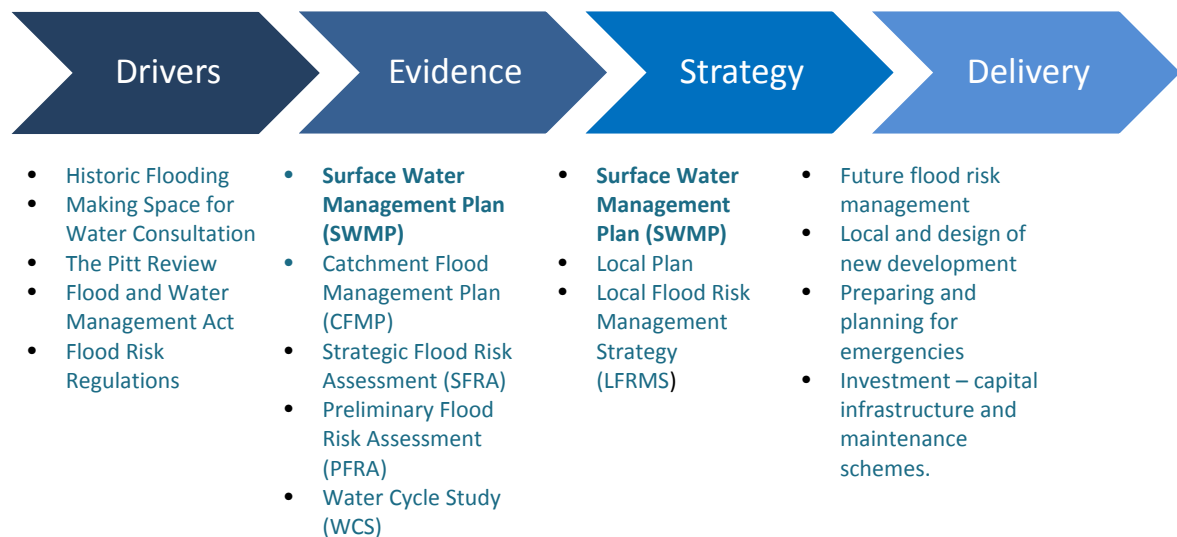 Drivers
Evidence
Strategy
Delivery
• Historic Flooding
• Making Space for
Water Consultation
• The Pitt Review
• Flood and Water
Management Act
• Flood Risk
Regulations
• Surface Water
Management Plan
(SWMP)
• Catchment Flood
Management Plan
(CFMP)
• Strategic Flood Risk
Assessment (SFRA)
• Preliminary Flood
Risk Assessment
(PFRA)
• Water Cycle Study
(WCS)
• Surface Water
Management
Plan (SWMP)
• Local Plan
• Local Flood Risk
Management
Strategy
(LFRMS)
• Future flood risk
management
• Local and design of
new development
• Preparing and
planning for
emergencies
• Investment – capital
infrastructure and
maintenance
schemes.